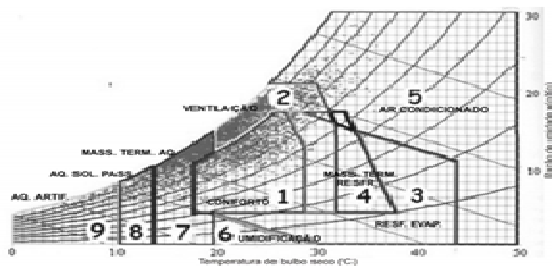 30
20
10
VENTILAÇÃO
2
5
AIR CONDICIONADO
MASS. TERM. AQ.
AQ. SOL. PASS.
MASS. TERM.
RESFR.
AQ. ARTIF.
CONFORTO
1
4
3
RESF. EVAP.
9
8
7
6
UMIDIFICAÇÃO
0
10
20
30
40
50
Temperatura de bulbo seco (°C)